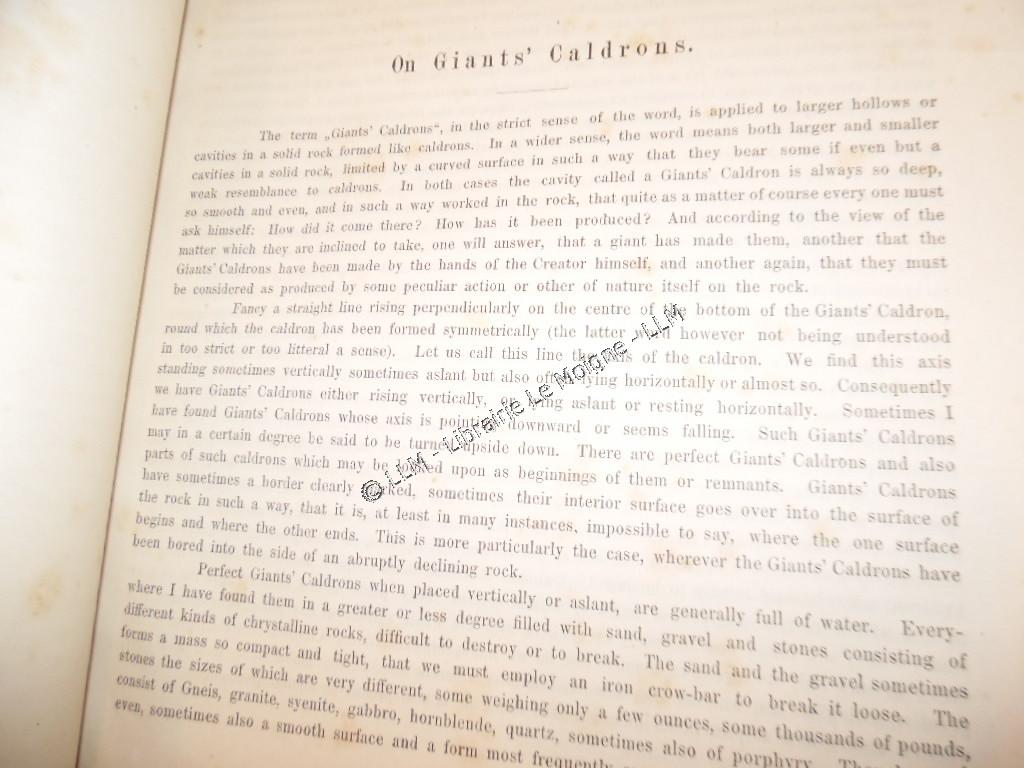 On Giants' Caldrons.
The term „Giants' Caldrons“, in the strict sense of the word, is applied to larger hollows or
cavities in a solid rock formed like caldrons. In a wider sense, the word means both larger and smaller
cavities in a solid rock, limited by a curved surface in such a way that they bear some if even but a
weak resemblance to caldrons. In both cases the cavity called a Giants' Caldron is always so deep,
so smooth and even, and in such a way worked in the rock, that quite as a matter of course every one must
ask himself: How did it come there? How has it been produced? And according to the view of the
matter which they are inclined to take, one will answer, that a giant has made them, another that the
Giants' Caldrons have been made by the hands of the Creator himself, and another again, that they must
be considered as produced by some peculiar action or other of nature itself on the rock.
Fancy a straight line rising perpendicularly on the centre of the bottom of the Giants' Caldron,
round which the caldron has been formed symmetrically (the latter word however not being understood
in too strict or too litteral a sense). Let us call this line the axis of the caldron. We find this axis
standing sometimes vertically sometimes aslant but also often lying horizontally or almost so. Consequently
we have Giants' Caldrons either rising vertically, aslant or resting horizontally. Sometimes I
have found Giants' Caldrons whose axis is pointing downward or seems falling. Such Giants' Caldrons
may in a certain degree be said to be turned upside down. There are perfect Giants' Caldrons and also
parts of such caldrons which may be looked upon as beginnings of them or remnants. Giants' Caldrons
have sometimes a border clearly marked, sometimes their interior surface goes over into the surface of
the rock in such a way, that it is, at least in many instances, impossible to say, where the one surface
begins and where the other ends. This is more particularly the case, wherever the Giants' Caldrons have
been bored into the side of an abruptly declining rock.
Perfect Giants' Caldrons when placed vertically or aslant, are generally full of water. Every-
where I have found them in a greater or less degree filled with sand, gravel and stones consisting of
different kinds of chrystalline rocks, difficult to destroy or to break. The sand and the gravel sometimes
forms a mass so compact and tight, that we must employ an iron crow-bar to break it loose. The
stones the sizes of which are very different, some weighing only a few ounces, some thousands of pounds,
consist of Gneis, granite, syenite, gabbro, hornblende, quartz, sometimes also of porphyry.
even, sometimes also a smooth surface and a form most frequently
© LLM - Librairie Le Moigne - LLM